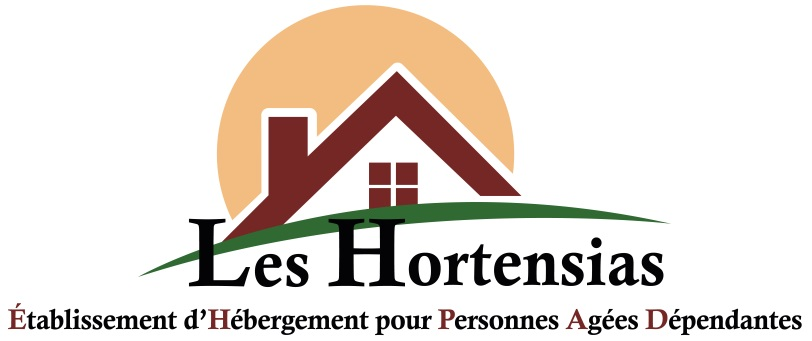 Les Hortensias
Établissement d’Hébergement pour Personnes Agées Dépendantes